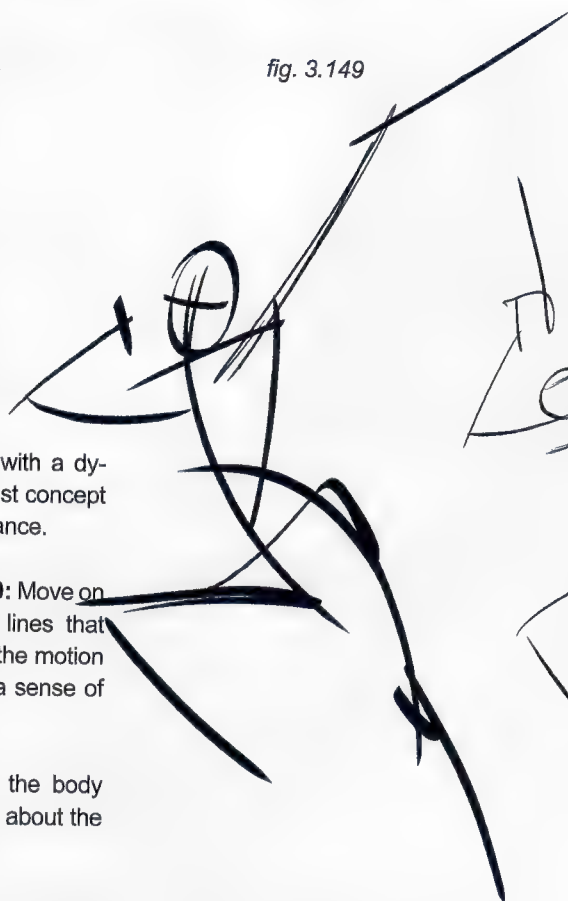 fig. 3.149
with a dy-
st concept
ance.
: Move on
lines that
the motion
a sense of
the body
about the